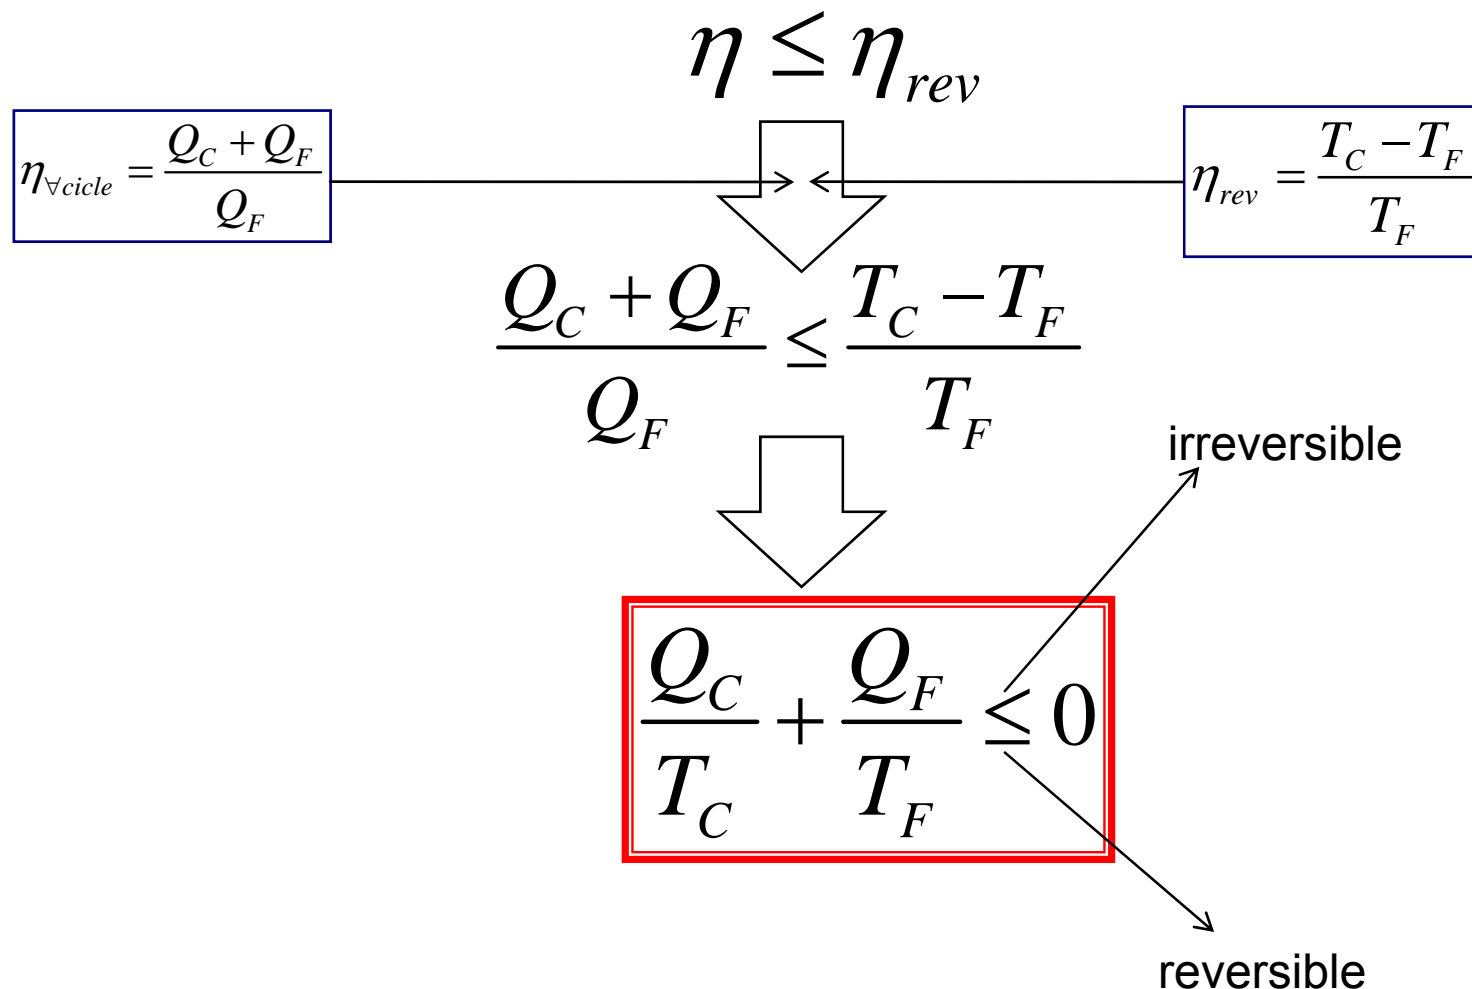 η ≤ η_rev
η_∀cicle = (Q_C + Q_F) / Q_F
η_rev = (T_C − T_F) / T_F
(Q_C + Q_F) / Q_F ≤ (T_C − T_F) / T_F
irreversible
Q_C / T_C + Q_F / T_F ≤ 0
reversible